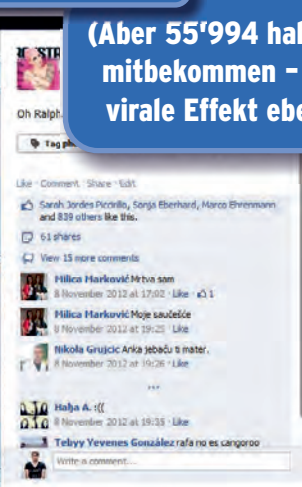 (Aber 55'994 hal
mitbekommen –
virale Effekt ebe
Oh Ralph
Tag ph
Like · Comment · Share · Edit
Sarah Jordes Piccirilo, Sonja Eberhard, Marco Ehrenmann
and 839 others like this.
61 shares
View 15 more comments
Milica Marković Mrtva sam
8 November 2012 at 17:02 · Like · 1
Milica Marković Moje saučešće
8 November 2012 at 19:25 · Like
Nikola Grujcic Anka jebaću ti mater.
8 November 2012 at 19:26 · Like
...
Halja A. :((
8 November 2012 at 19:35 · Like
Tebyy Yevenes González rafa no es cangoroo
Write a comment...